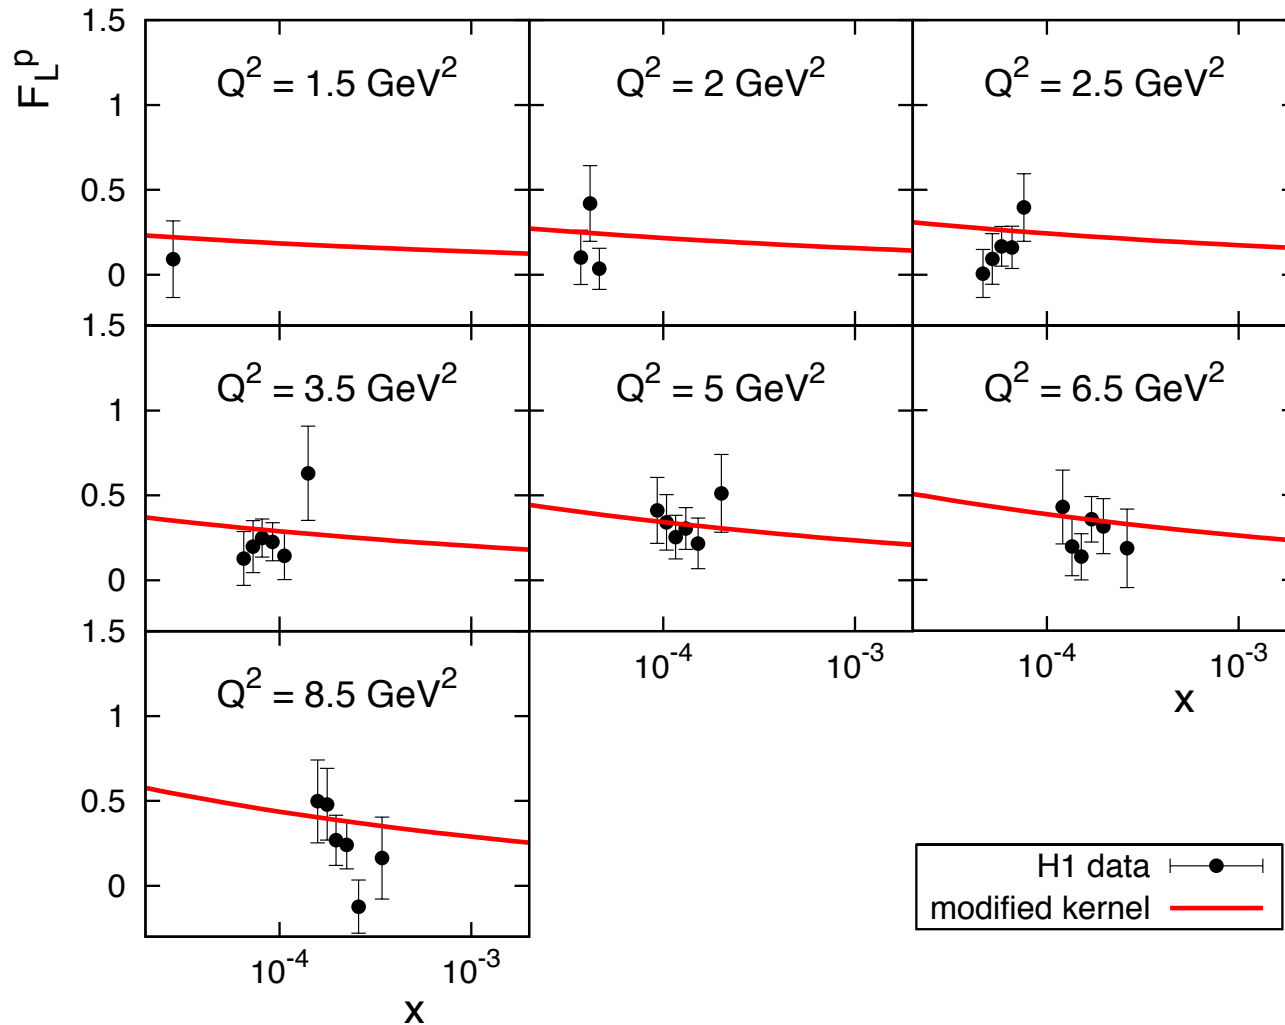 F_L^p
1.5
1
0.5
0
Q^2 = 1.5 GeV^2
Q^2 = 2 GeV^2
Q^2 = 2.5 GeV^2
1.5
1
0.5
0
Q^2 = 3.5 GeV^2
Q^2 = 5 GeV^2
Q^2 = 6.5 GeV^2
10^-4
10^-3
10^-4
10^-3
x
1.5
1
0.5
0
Q^2 = 8.5 GeV^2
10^-4
10^-3
x
H1 data
modified kernel